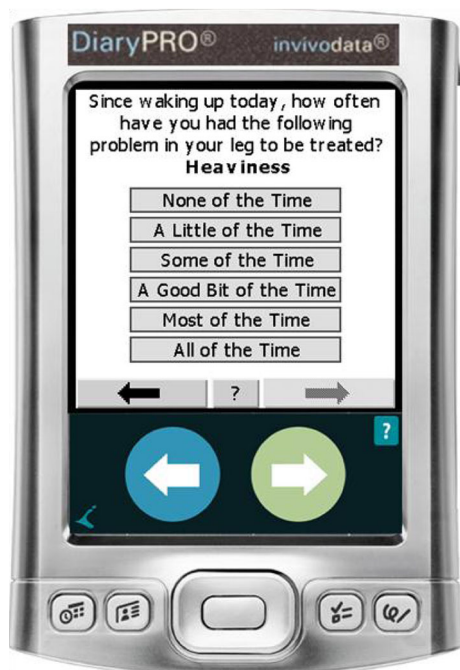 DiaryPRO® invivodata®
Since waking up today, how often
have you had the following
problem in your leg to be treated?
Heaviness
None of the Time
A Little of the Time
Some of the Time
A Good Bit of the Time
Most of the Time
All of the Time
?
?